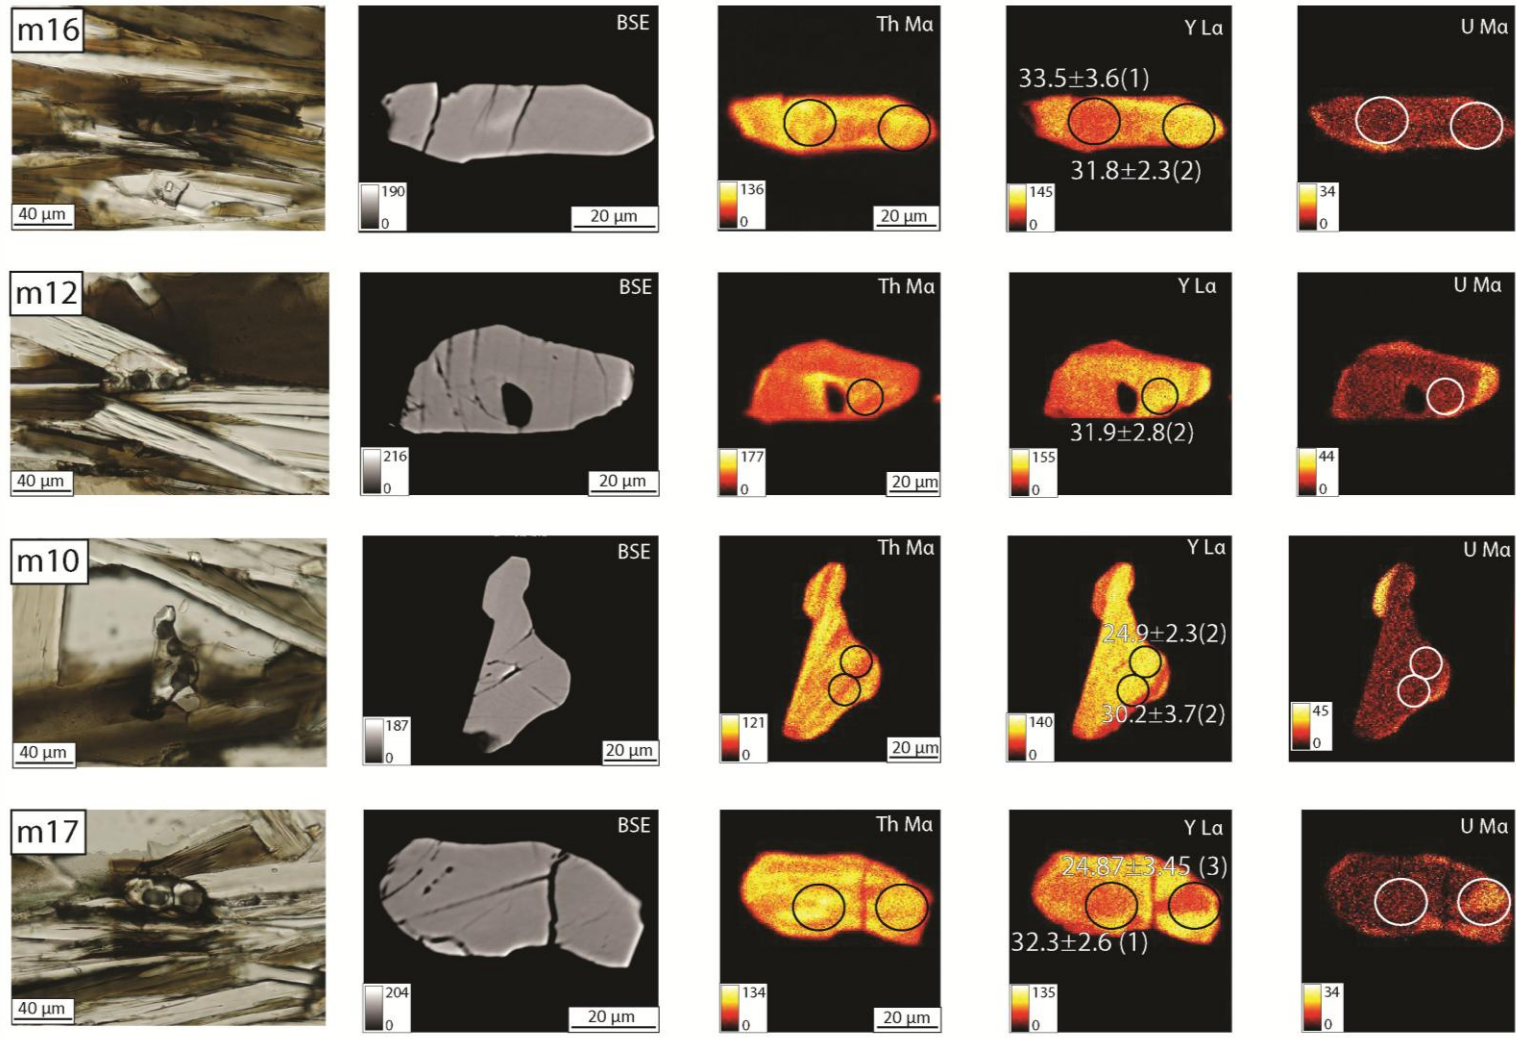 m16
40 µm
BSE
190
0
20 µm
Th Mα
136
0
20 µm
Y Lα
33.5±3.6(1)
31.8±2.3(2)
145
0
U Mα
34
0
m12
40 µm
BSE
216
0
20 µm
Th Mα
177
0
20 µm
Y Lα
31.9±2.8(2)
155
0
U Mα
44
0
m10
40 µm
BSE
187
0
20 µm
Th Mα
121
0
20 µm
Y Lα
24.9±2.3(2)
30.2±3.7(2)
140
0
U Mα
45
0
m17
40 µm
BSE
204
0
20 µm
Th Mα
134
0
20 µm
Y Lα
24.87±3.45 (3)
32.3±2.6 (1)
135
0
U Mα
34
0